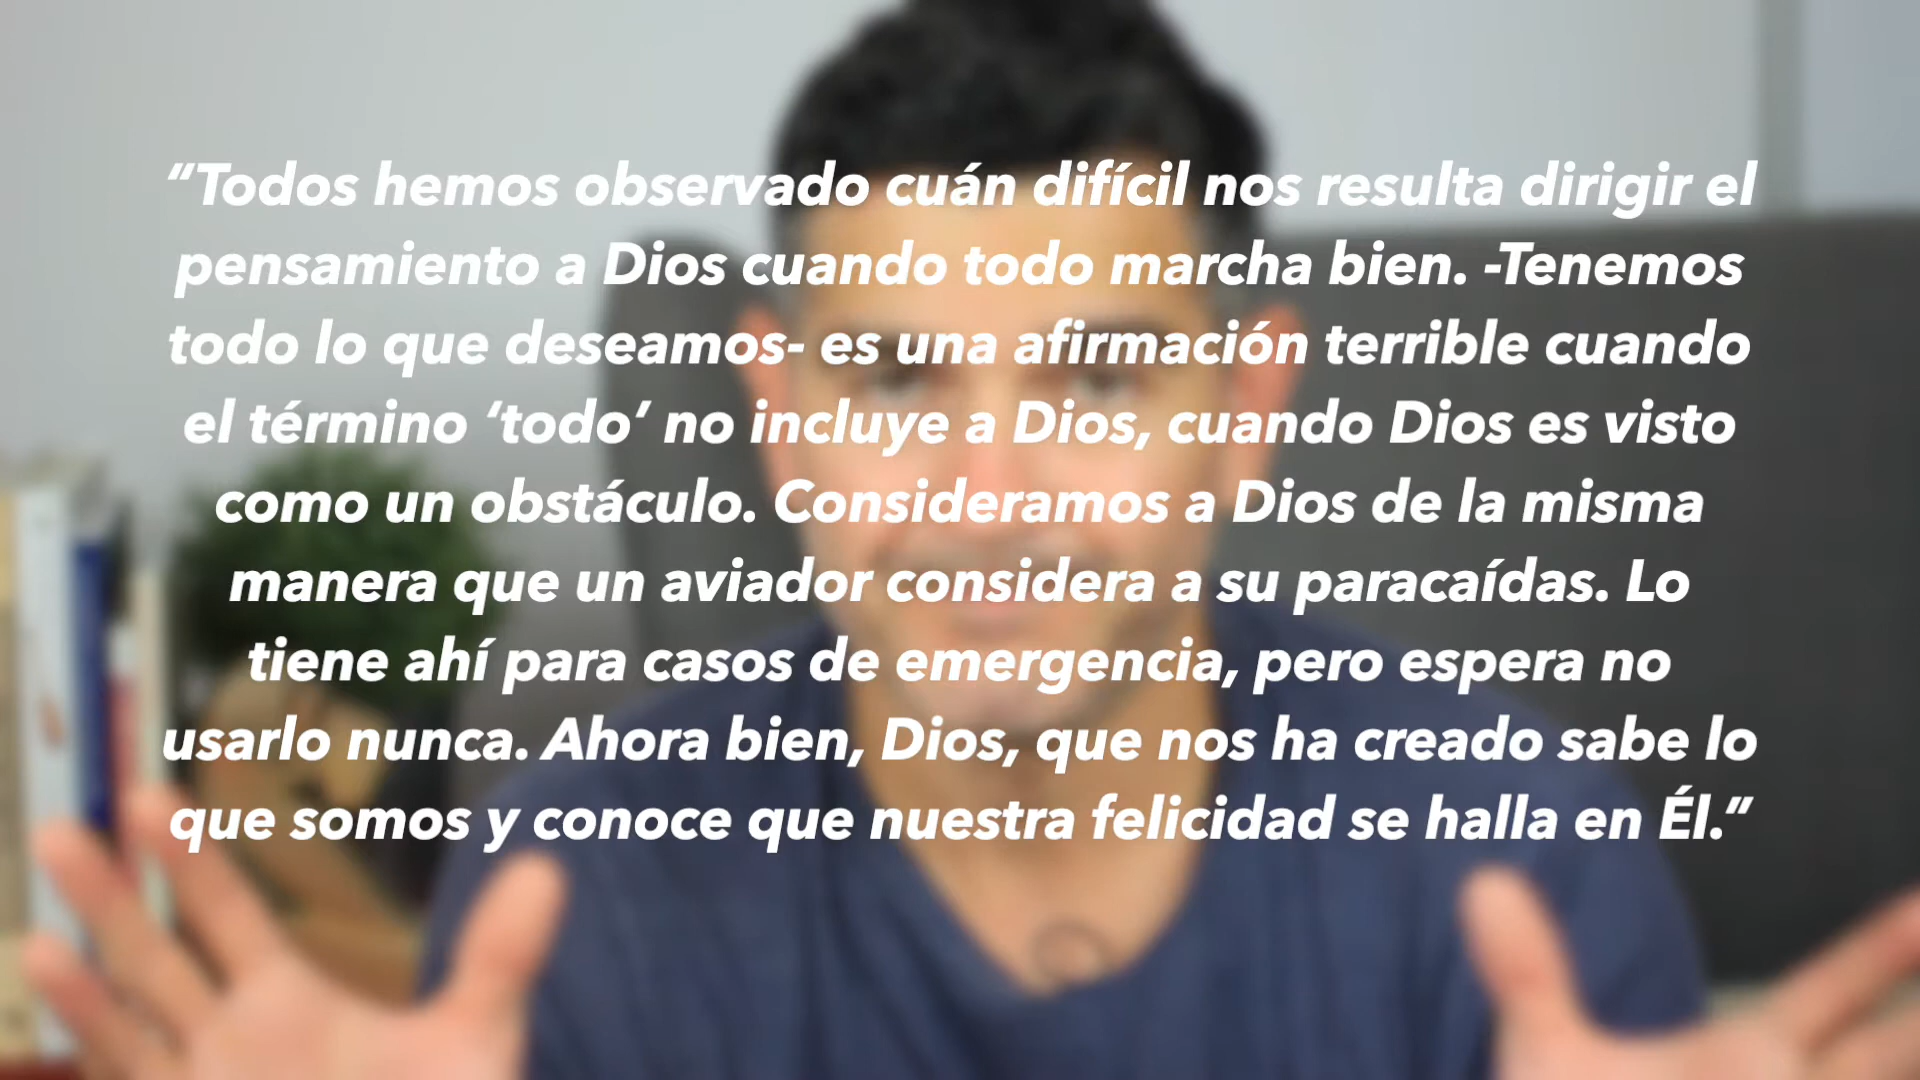 “Todos hemos observado cuán difícil nos resulta dirigir el
pensamiento a Dios cuando todo marcha bien. -Tenemos
todo lo que deseamos- es una afirmación terrible cuando
el término ‘todo’ no incluye a Dios, cuando Dios es visto
como un obstáculo. Consideramos a Dios de la misma
manera que un aviador considera a su paracaídas. Lo
tiene ahí para casos de emergencia, pero espera no
usarlo nunca. Ahora bien, Dios, que nos ha creado sabe lo
que somos y conoce que nuestra felicidad se halla en Él.”